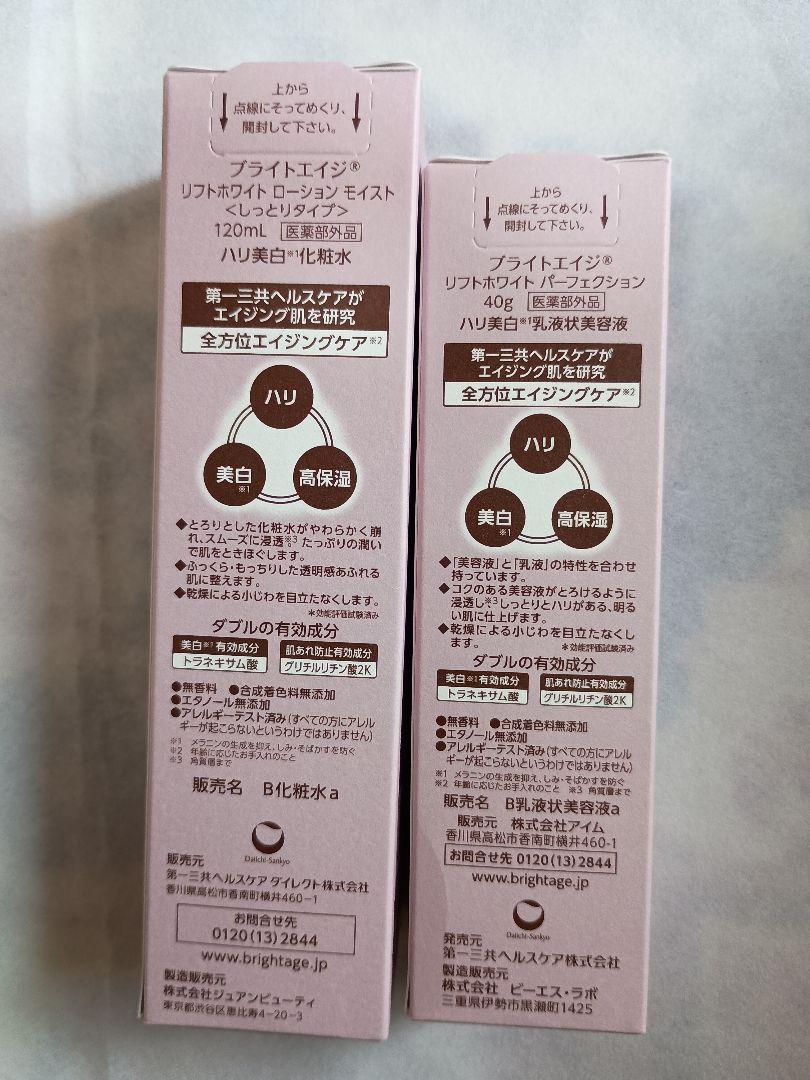 上から
点線にそってめくり、
開封して下さい。
ブライトエイジ®
リフトホワイト ローション モイスト
<しっとりタイプ>
120mL 医薬部外品
ハリ美白※1化粧水
第一三共ヘルスケアが
エイジング肌を研究
全方位エイジングケア※2
ハリ
美白※1
高保湿
◆とろりとした化粧水がやわらかく崩
れ、スムーズに浸透※3 たっぷりの潤い
で肌をときほぐします。
◆ふっくら・もっちりした透明感あふれる
肌に整えます。
◆乾燥による小じわを目立たなくします。
＊効能評価試験済み
ダブルの有効成分
美白※1有効成分
トラネキサム酸
肌あれ防止有効成分
グリチルリチン酸2K
●無香料 ●合成着色料無添加
●エタノール無添加
●アレルギーテスト済み(すべての方にアレル
ギーが起こらないというわけではありません)
※1 メラニンの生成を抑え、しみ・そばかすを防ぐ
※2 年齢に応じたお手入れのこと
※3 角質層まで
販売名 B化粧水a
Daiichi-Sankyo
販売元
第一三共ヘルスケア ダイレクト株式会社
香川県高松市香南町横井460-1
お問合せ先
0120(13)2844
www.brightage.jp
製造販売元
株式会社ジュアンビューティ
東京都渋谷区恵比寿4-20-3
上から
点線にそってめくり、
開封して下さい。
ブライトエイジ®
リフトホワイト パーフェクション
40g 医薬部外品
ハリ美白※1乳液状美容液
第一三共ヘルスケアが
エイジング肌を研究
全方位エイジングケア※2
ハリ
美白※1
高保湿
◆「美容液」と「乳液」の特性を合わせ
持っています。
◆コクのある美容液がとろけるように
浸透し※3しっとりとハリがある、明る
い肌に仕上げます。
◆乾燥による小じわを目立たなくし
ます。
＊効能評価試験済み
ダブルの有効成分
美白※1有効成分
トラネキサム酸
肌あれ防止有効成分
グリチルリチン酸2K
●無香料 ●合成着色料無添加
●エタノール無添加
●アレルギーテスト済み(すべての方にアレル
ギーが起こらないというわけではありません)
※1 メラニンの生成を抑え、しみ・そばかすを防ぐ
※2 年齢に応じたお手入れのこと ※3 角質層まで
販売名 B乳液状美容液a
販売元 株式会社アイム
香川県高松市香南町横井460-1
お問合せ先 0120(13)2844
www.brightage.jp
Daiichi-Sankyo
発売元
第一三共ヘルスケア株式会社
製造販売元
株式会社 ピーエス・ラボ
三重県伊勢市黒瀬町1425